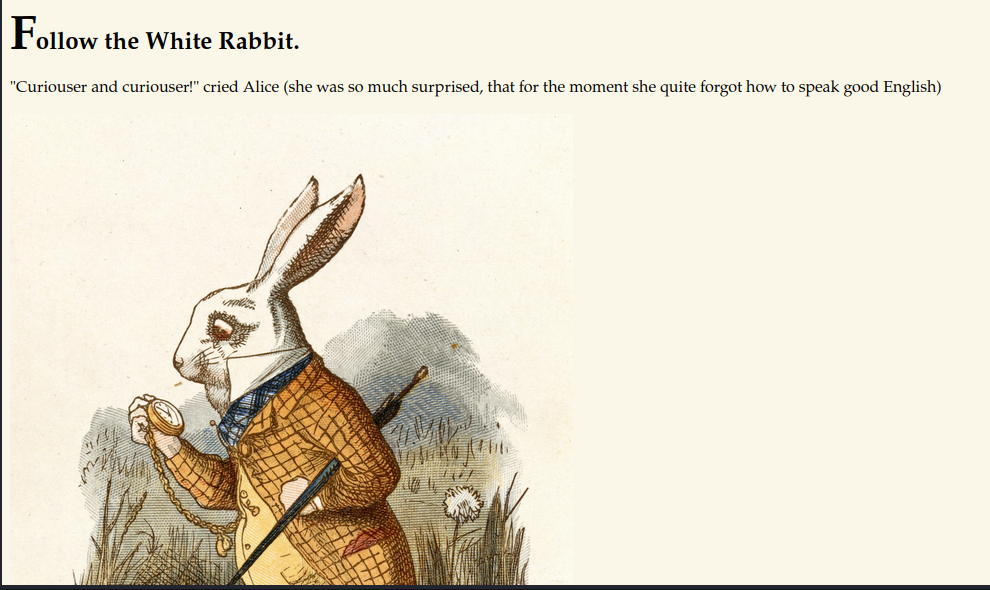 Follow the White Rabbit.
"Curiouser and curiouser!" cried Alice (she was so much surprised, that for the moment she quite forgot how to speak good English)